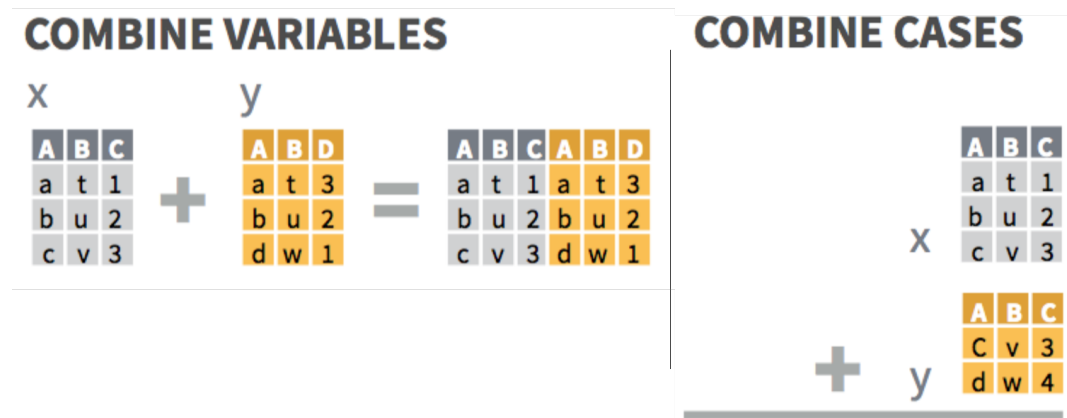 COMBINE VARIABLES
x y
A B C A B D A B C A B D
a t 1 + a t 3 = a t 1 a t 3
b u 2 b u 2 b u 2 b u 2
c v 3 d w 1 c v 3 d w 1
COMBINE CASES
A B C
a t 1
b u 2
x c v 3
A B C
C v 3
+ y d w 4